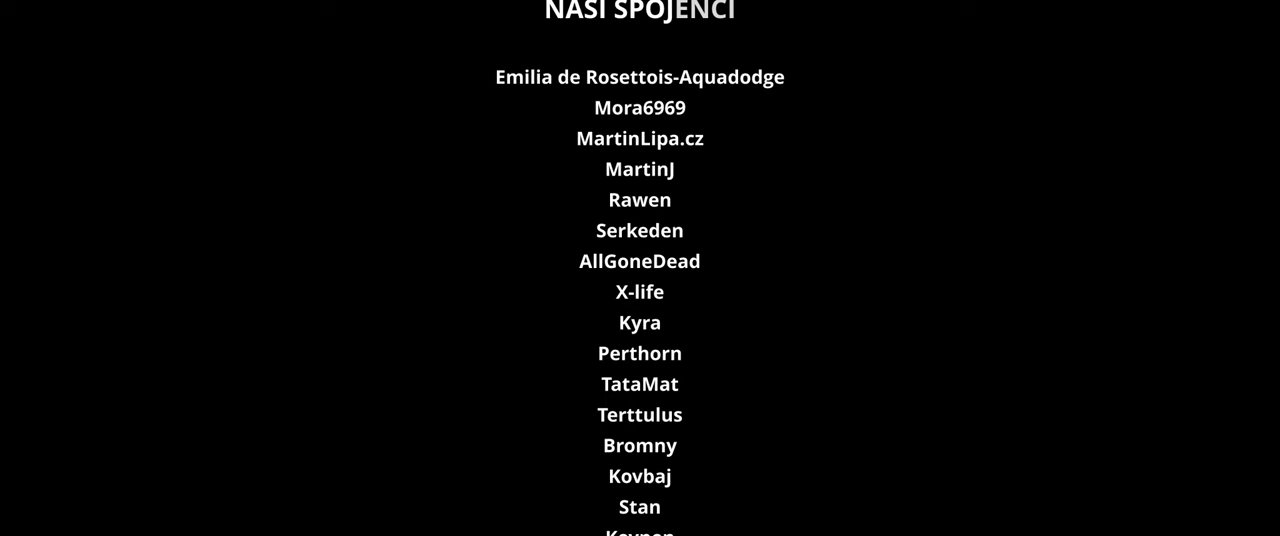 NAŠI SPOJENCI
Emilia de Rosettois-Aquadodge
Mora6969
MartinLipa.cz
MartinJ
Rawen
Serkeden
AllGoneDead
X-life
Kyra
Perthorn
TataMat
Terttulus
Bromny
Kovbaj
Stan